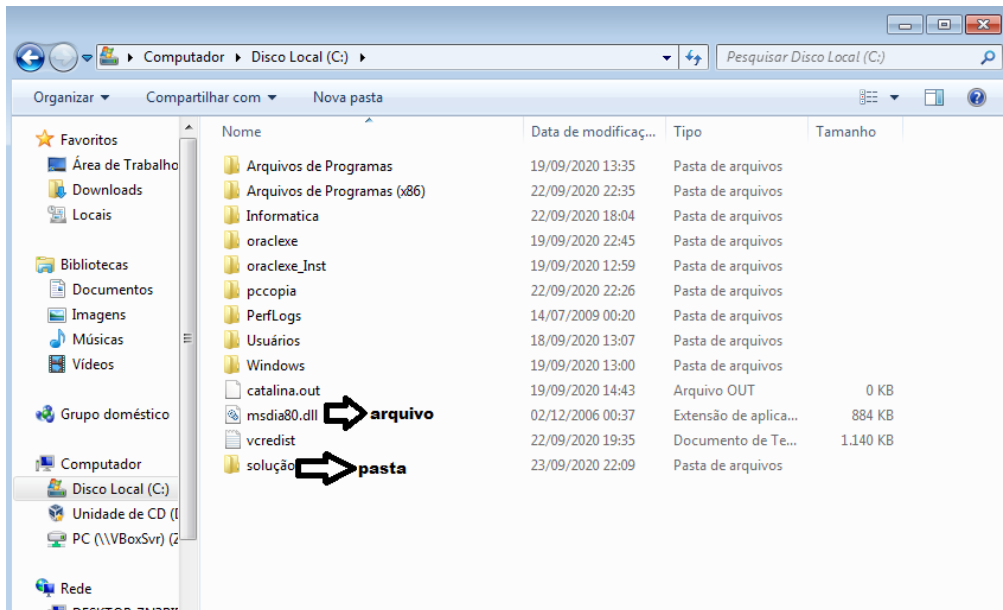 Computador Disco Local (C:) Pesquisar Disco Local (C:)
Organizar Compartilhar com Nova pasta
Favoritos
Área de Trabalho
Downloads
Locais
Bibliotecas
Documentos
Imagens
Músicas
Vídeos
Grupo doméstico
Computador
Disco Local (C:)
Unidade de CD (
PC (\\VBoxSvr) (Z
Rede
Nome Data de modificaç... Tipo Tamanho
Arquivos de Programas 19/09/2020 13:35 Pasta de arquivos
Arquivos de Programas (x86) 22/09/2020 22:35 Pasta de arquivos
Informatica 22/09/2020 18:04 Pasta de arquivos
oraclexe 19/09/2020 22:45 Pasta de arquivos
oraclexe_Inst 19/09/2020 12:59 Pasta de arquivos
pccopia 22/09/2020 22:26 Pasta de arquivos
PerfLogs 14/07/2009 00:20 Pasta de arquivos
Usuários 18/09/2020 13:07 Pasta de arquivos
Windows 19/09/2020 13:00 Pasta de arquivos
catalina.out 19/09/2020 14:43 Arquivo OUT 0 KB
msdia80.dll arquivo 02/12/2006 00:37 Extensão de aplica... 884 KB
vcredist 22/09/2020 19:35 Documento de Te... 1.140 KB
solução pasta 23/09/2020 22:09 Pasta de arquivos